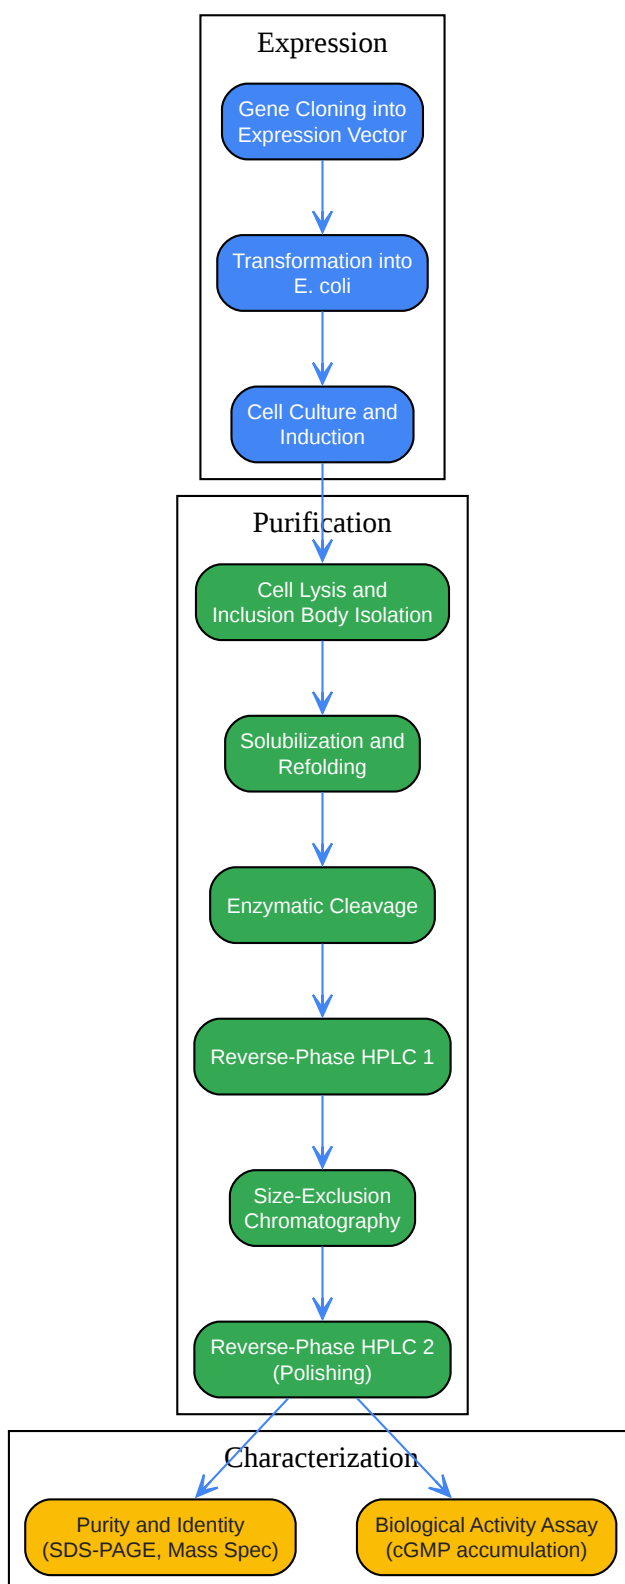 Expression
Gene Cloning into
Expression Vector
Transformation into
E. coli
Cell Culture and
Induction
Purification
Cell Lysis and
Inclusion Body Isolation
Solubilization and
Refolding
Enzymatic Cleavage
Reverse-Phase HPLC 1
Size-Exclusion
Chromatography
Reverse-Phase HPLC 2
(Polishing)
Characterization
Purity and Identity
(SDS-PAGE, Mass Spec)
Biological Activity Assay
(cGMP accumulation)